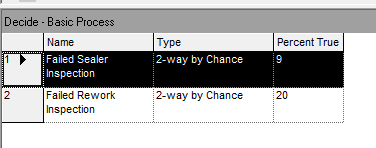 Decide - Basic Process
Name Type Percent True
1 Failed Sealer Inspection 2-way by Chance 9
2 Failed Rework Inspection 2-way by Chance 20